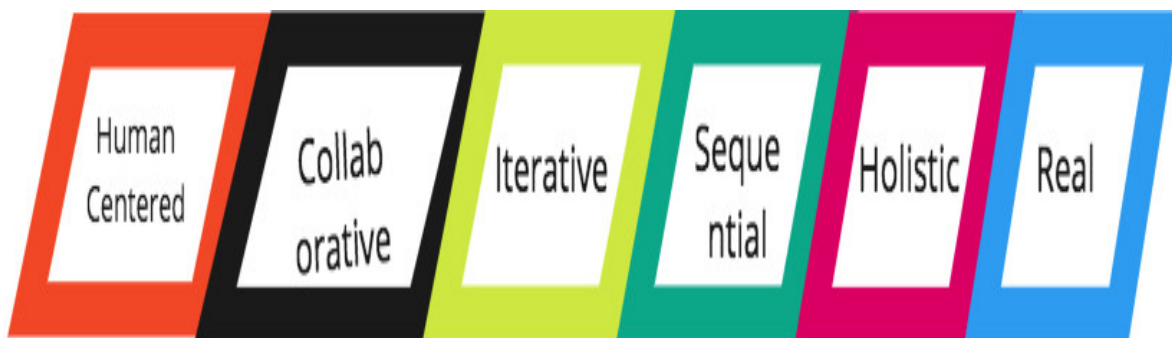 Human
Centered
Collab
orative
Iterative
Seque
ntial
Holistic
Real